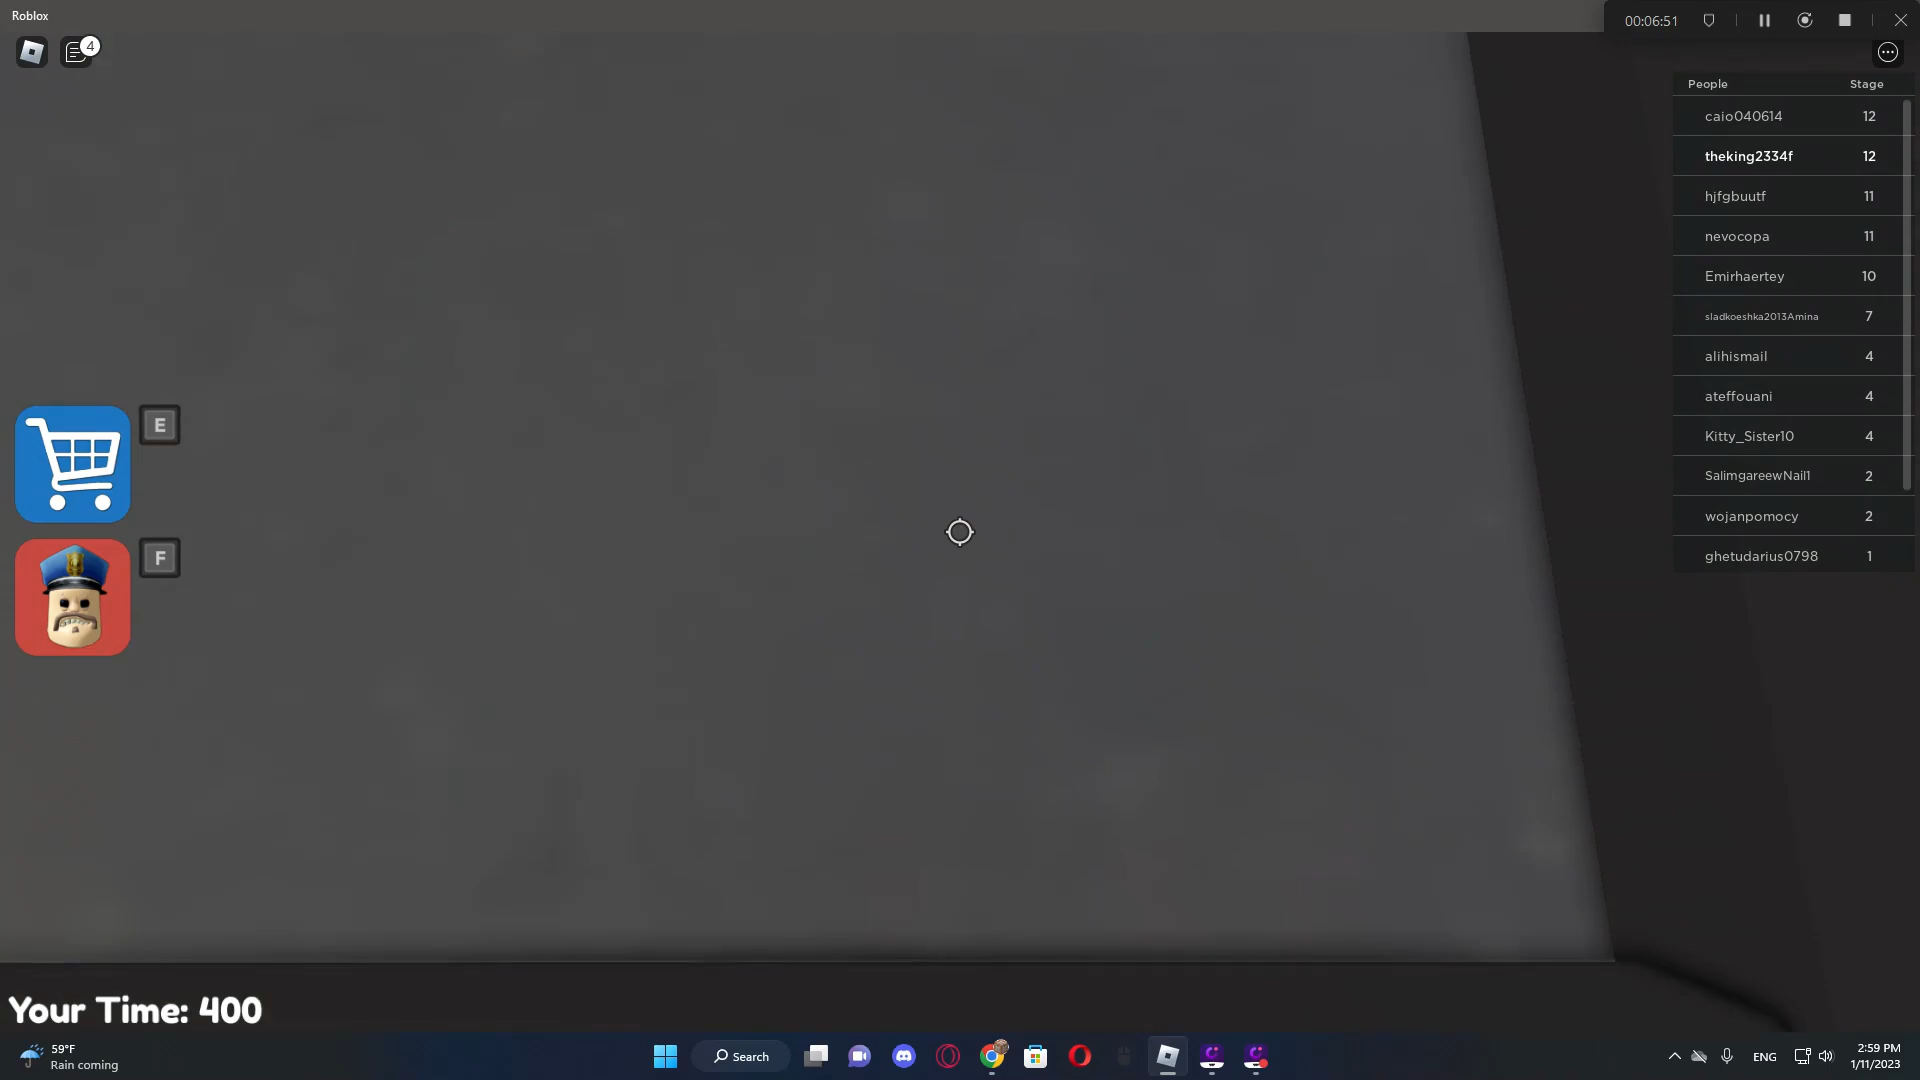 Roblox
00:06:51
4
People Stage
caio040614 12
theking2334f 12
hjfgbuutf 11
nevocopa 11
Emirhaertey 10
sladkoeshka2013Amina 7
alihismail 4
ateffouani 4
Kitty_Sister10 4
SalimgareewNail1 2
wojanpomocy 2
ghetudarius0798 1
E
F
Your Time: 400
59°F
Rain coming
Search
ENG
2:59 PM
1/11/2023